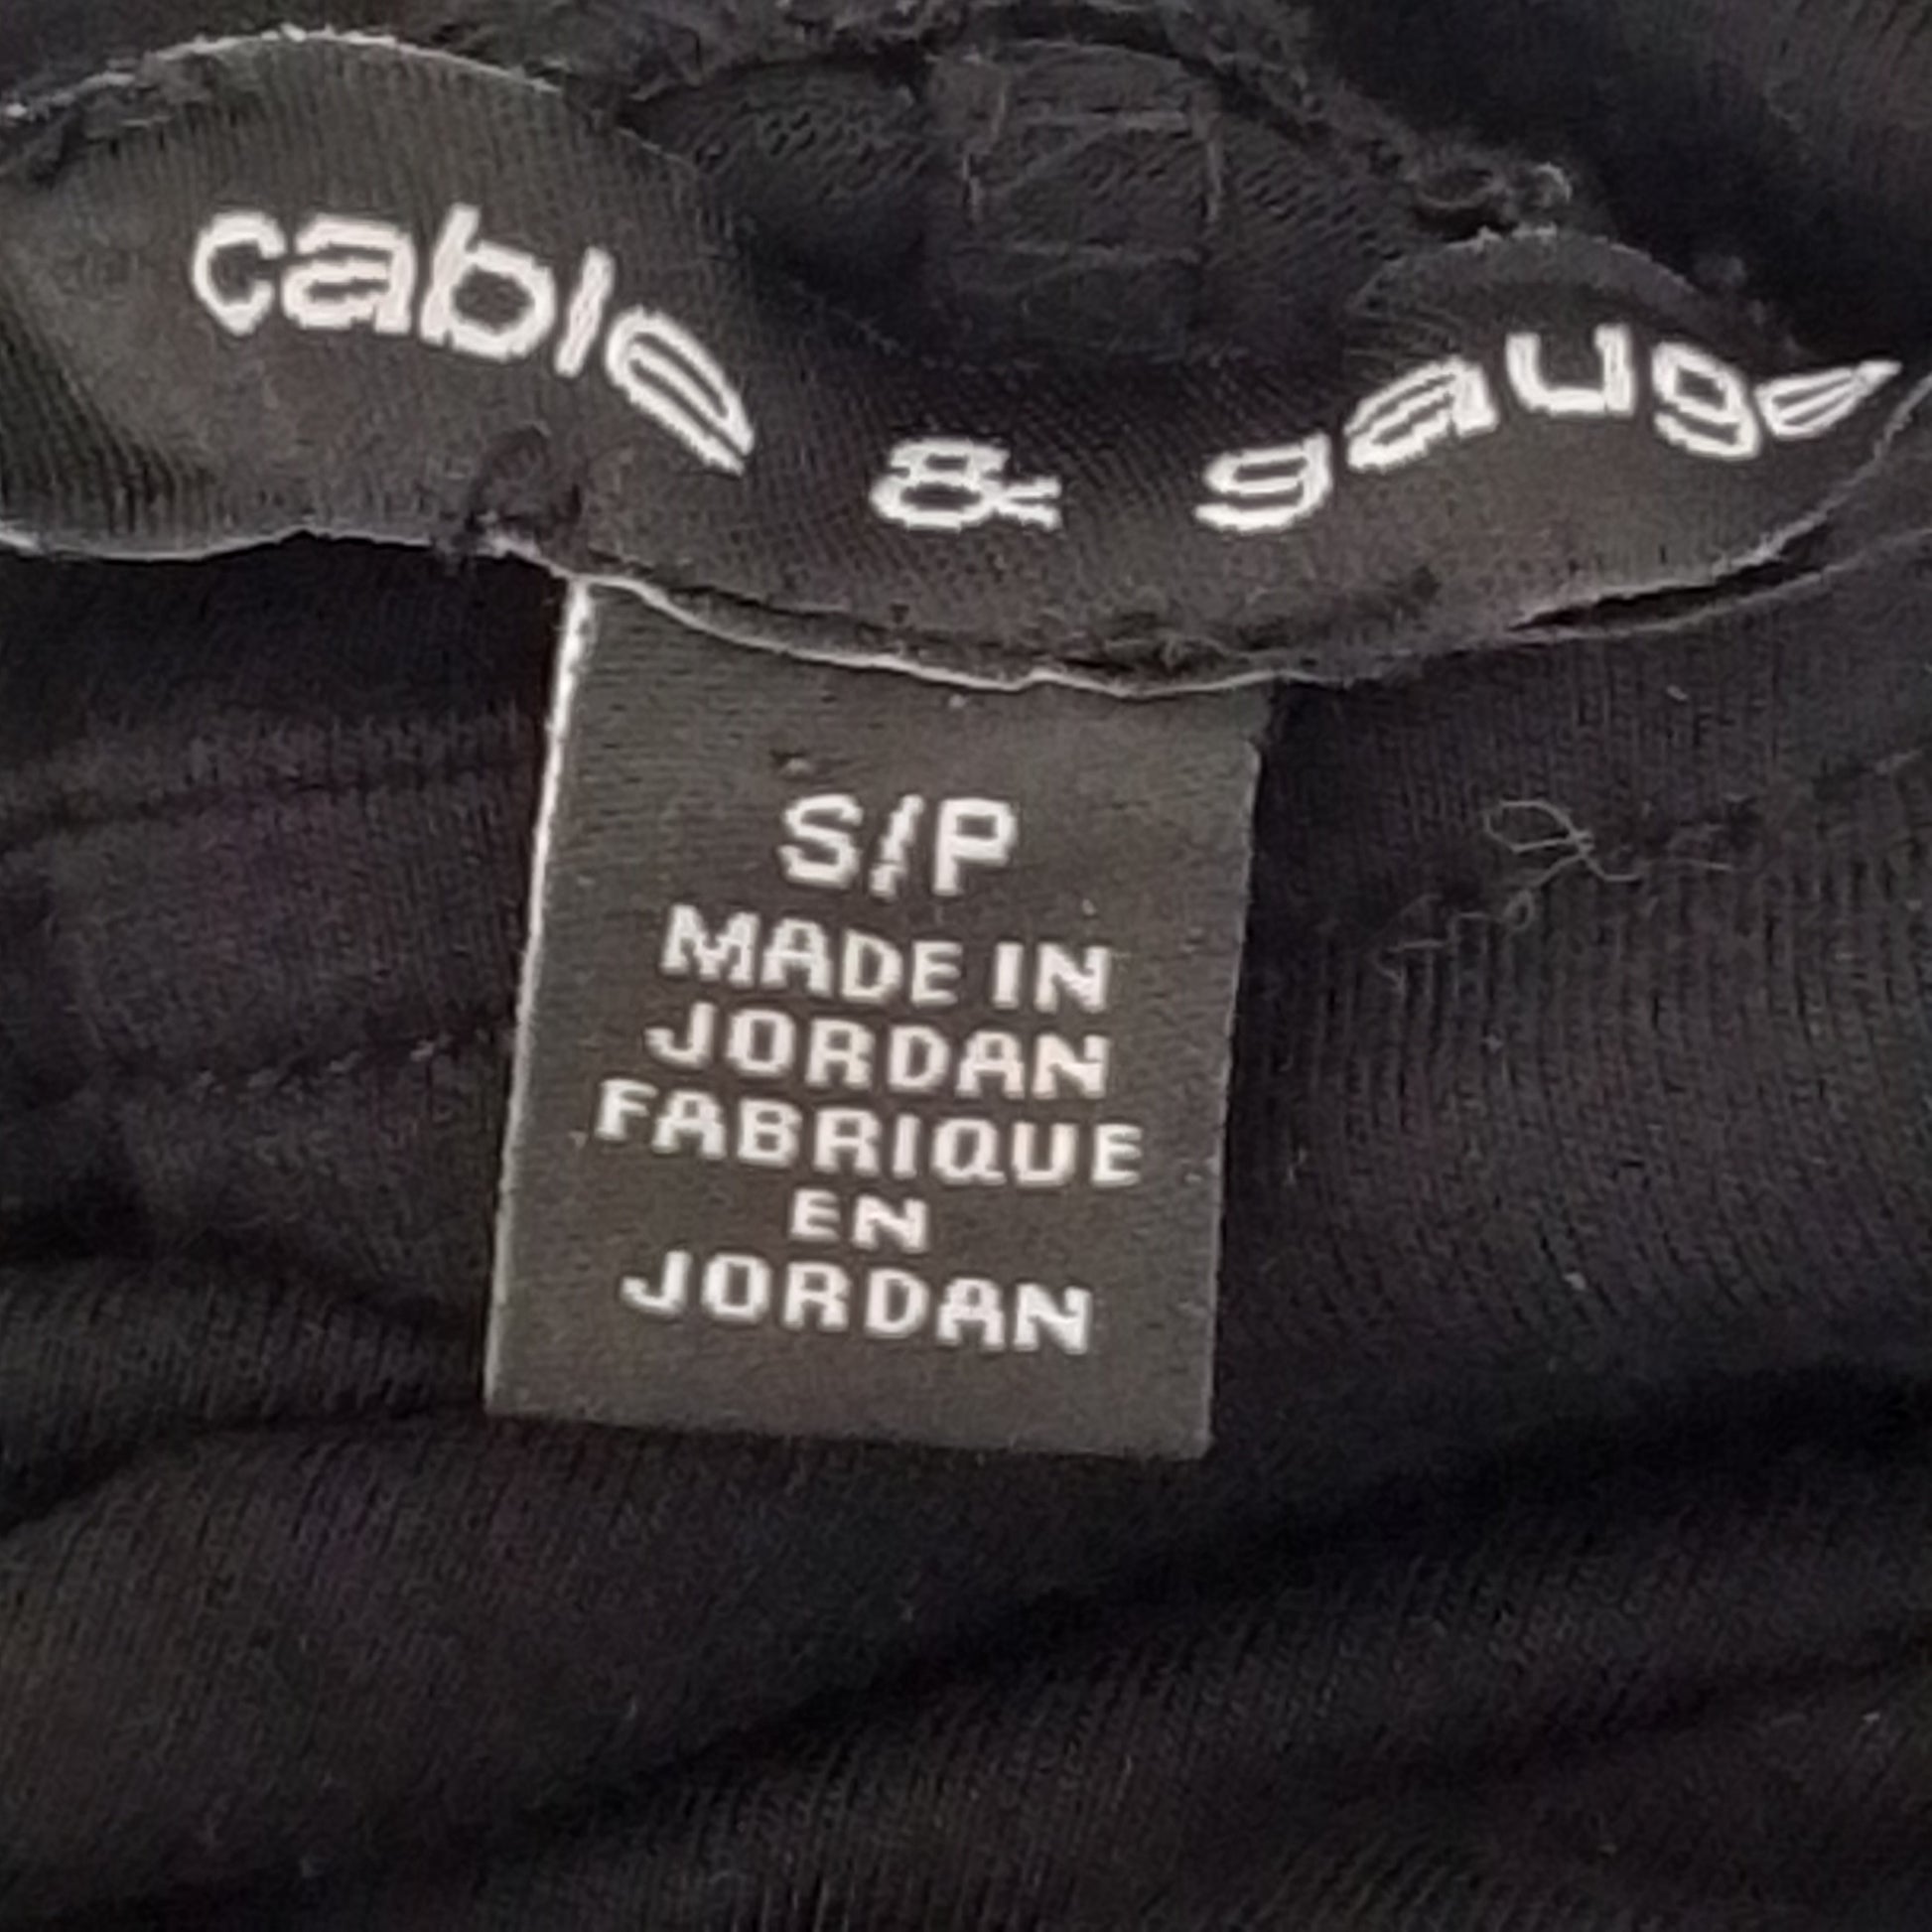 cable & gauge
S/P
MADE IN
JORDAN
FABRIQUE
EN
JORDAN